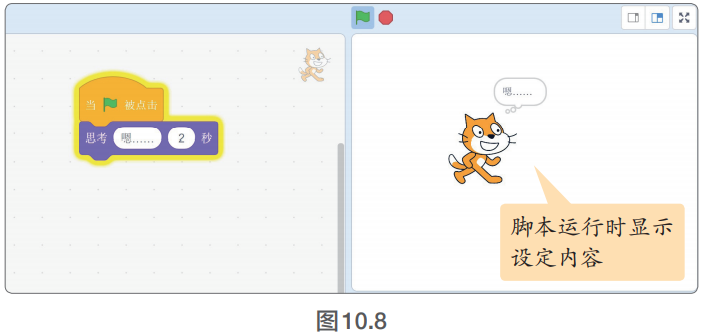 当 被点击
思考 嗯…… 2 秒
嗯……
脚本运行时显示
设定内容
图10.8